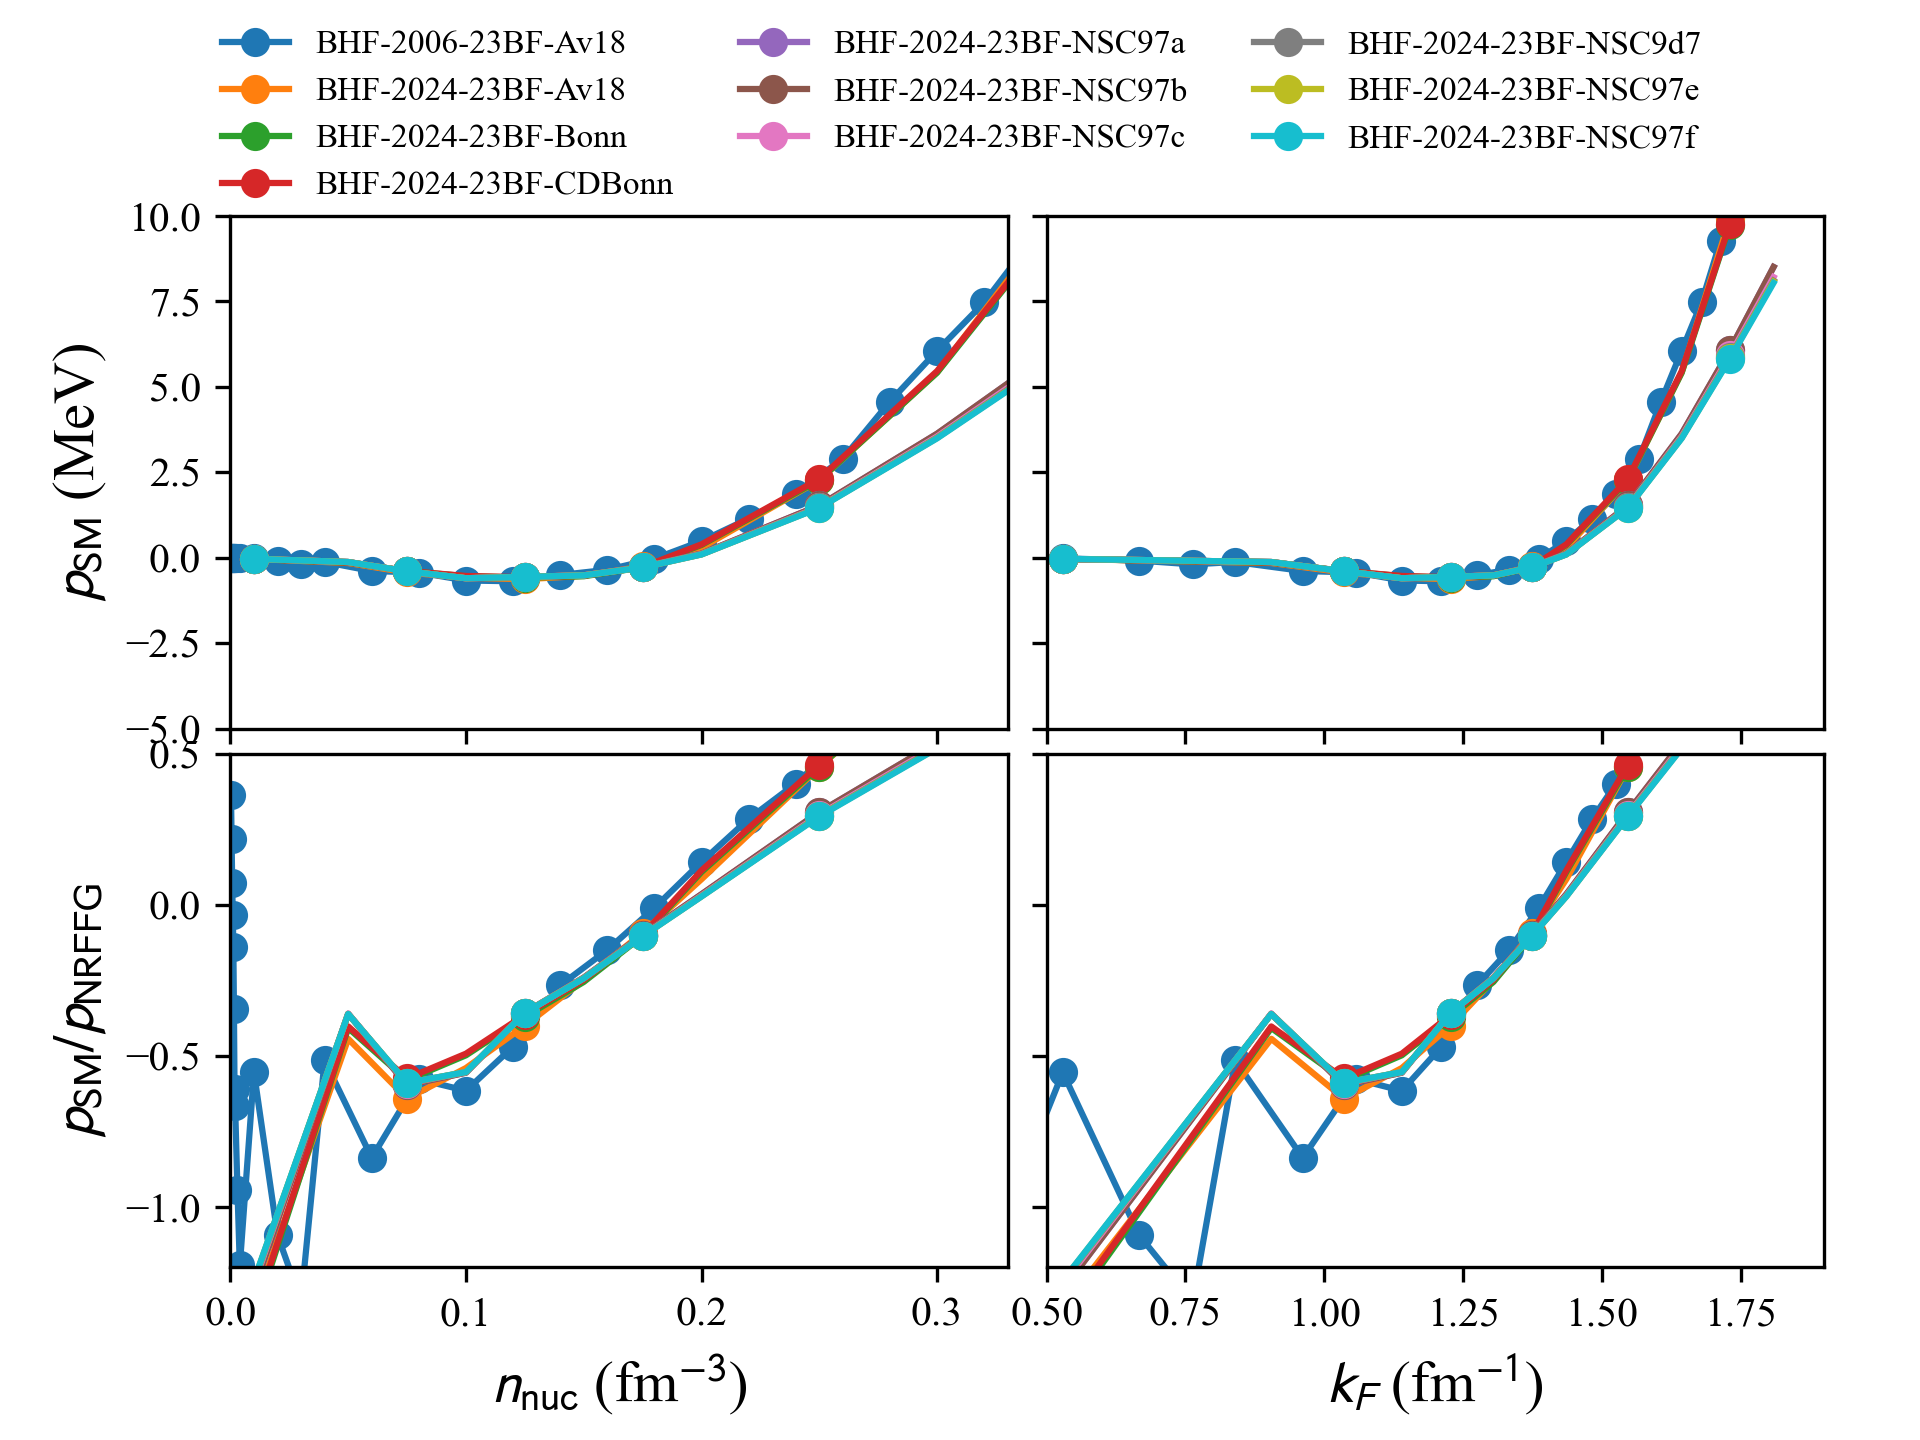 BHF-2006-23BF-Av18
BHF-2024-23BF-Av18
BHF-2024-23BF-Bonn
BHF-2024-23BF-CDBonn
BHF-2024-23BF-NSC97a
BHF-2024-23BF-NSC97b
BHF-2024-23BF-NSC97c
BHF-2024-23BF-NSC9d7
BHF-2024-23BF-NSC97e
BHF-2024-23BF-NSC97f
10.0
7.5
5.0
2.5
0.0
−2.5
−5.0
p_SM (MeV)
0.5
0.0
−0.5
−1.0
p_SM/p_NRFFG
0.0 0.1 0.2 0.3
n_nuc (fm⁻³)
0.50 0.75 1.00 1.25 1.50 1.75
k_F (fm⁻¹)